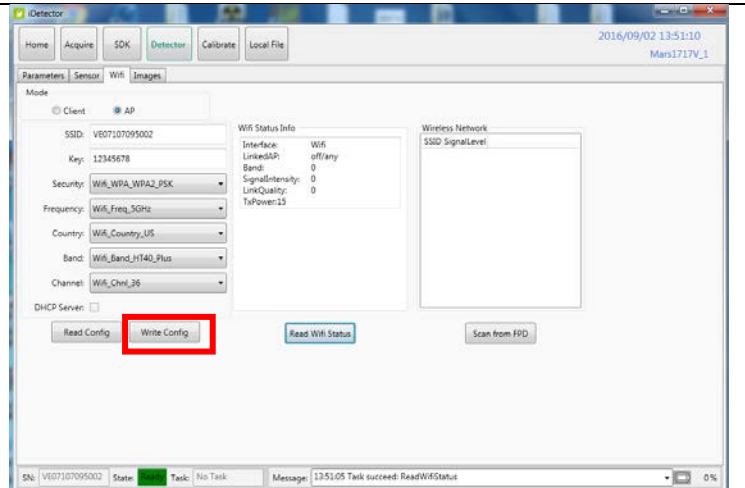 iDetector
Home Acquire SDK Detector Calibrate Local File
2016/09/02 13:51:10
Mars1717V_1
Parameters Sensor Wifi Images
Mode
Client AP
SSID: VE07107095002
Key: 12345678
Security: Wifi_WPA_WPA2_PSK
Frequency: Wifi_Freq_5GHz
Country: Wifi_Country_US
Band: Wifi_Band_HT40_Plus
Channel: Wifi_Chnl_36
DHCP Server:
Read Config Write Config
Wifi Status Info
Interface: Wifi
LinkedAP: off/any
Band: 0
SignalIntensity: 0
LinkQuality: 0
TxPower:15
Read Wifi Status
Wireless Network
SSID SignalLevel
Scan from FPD
SN: VE07107095002 State: Ready Task: No Task Message: 13:51:05 Task succeed: ReadWifiStatus 0%